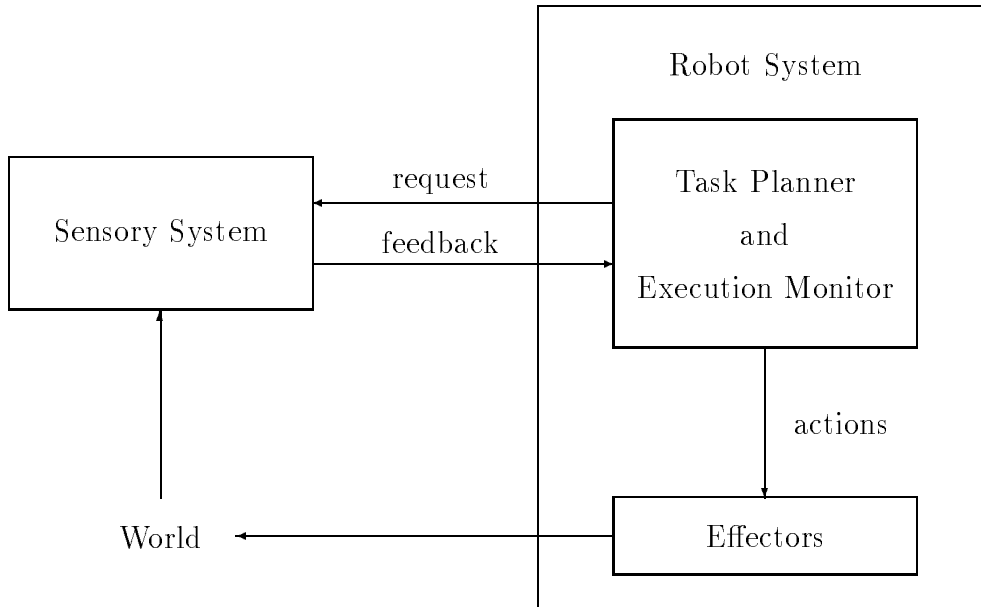 Robot System
request
Sensory System
feedback
Task Planner
and
Execution Monitor
actions
World
Effectors